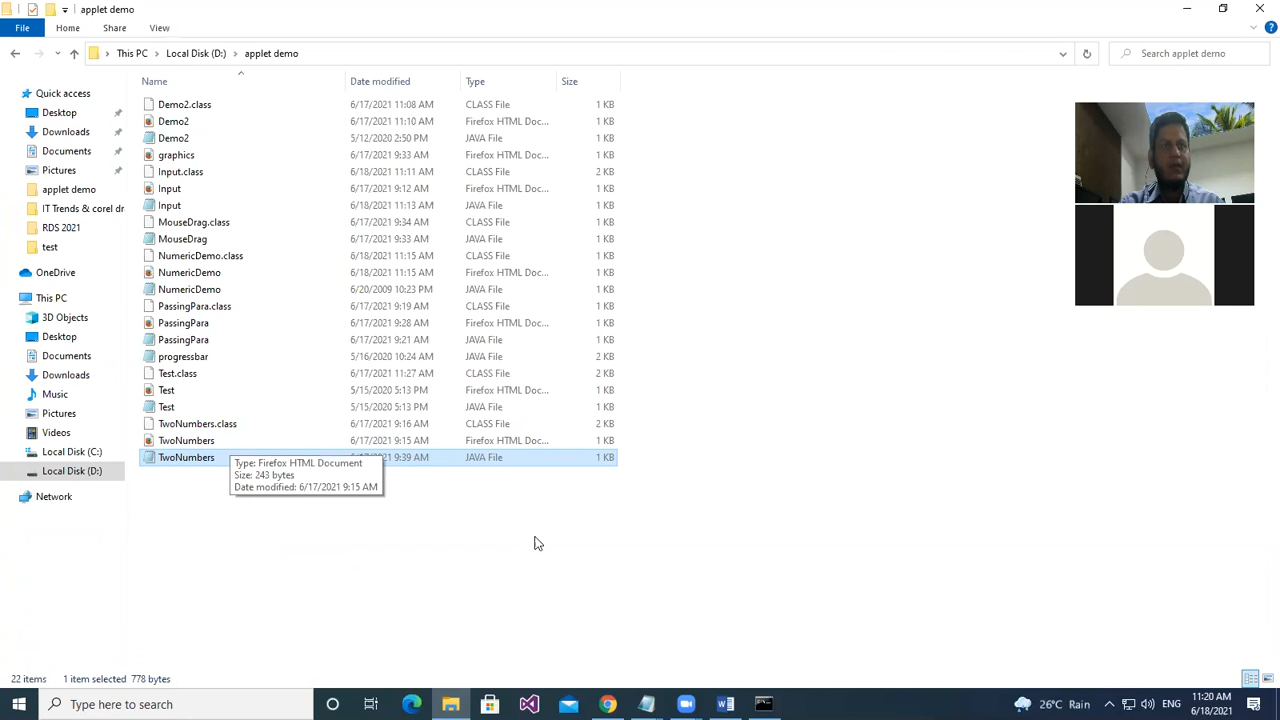 applet demo
File Home Share View
This PC Local Disk (D:) applet demo Search applet demo
Name Date modified Type Size
Quick access
Desktop
Downloads
Documents
Pictures
applet demo
IT Trends & corel dr
RDS 2021
test
OneDrive
This PC
3D Objects
Desktop
Documents
Downloads
Music
Pictures
Videos
Local Disk (C:)
Local Disk (D:)
Network
Demo2.class 6/17/2021 11:08 AM CLASS File 1 KB
Demo2 6/17/2021 11:10 AM Firefox HTML Doc... 1 KB
Demo2 5/12/2020 2:50 PM JAVA File 1 KB
graphics 6/17/2021 9:33 AM Firefox HTML Doc... 1 KB
Input.class 6/18/2021 11:11 AM CLASS File 2 KB
Input 6/17/2021 9:12 AM Firefox HTML Doc... 1 KB
Input 6/18/2021 11:13 AM JAVA File 1 KB
MouseDrag.class 6/17/2021 9:34 AM CLASS File 1 KB
MouseDrag 6/17/2021 9:33 AM JAVA File 1 KB
NumericDemo.class 6/18/2021 11:15 AM CLASS File 1 KB
NumericDemo 6/18/2021 11:15 AM Firefox HTML Doc... 1 KB
NumericDemo 6/20/2009 10:23 PM JAVA File 1 KB
PassingPara.class 6/17/2021 9:19 AM CLASS File 1 KB
PassingPara 6/17/2021 9:28 AM Firefox HTML Doc... 1 KB
PassingPara 6/17/2021 9:21 AM JAVA File 1 KB
progressbar 5/16/2020 10:24 AM JAVA File 2 KB
Test.class 6/17/2021 11:27 AM CLASS File 2 KB
Test 5/15/2020 5:13 PM Firefox HTML Doc... 1 KB
Test 5/15/2020 5:13 PM JAVA File 1 KB
TwoNumbers.class 6/17/2021 9:16 AM CLASS File 2 KB
TwoNumbers 6/17/2021 9:15 AM Firefox HTML Doc... 1 KB
TwoNumbers 9:39 AM JAVA File 1 KB
Type: Firefox HTML Document
Size: 243 bytes
Date modified: 6/17/2021 9:15 AM
22 items 1 item selected 778 bytes
Type here to search 26°C Rain ENG 11:20 AM
6/18/2021